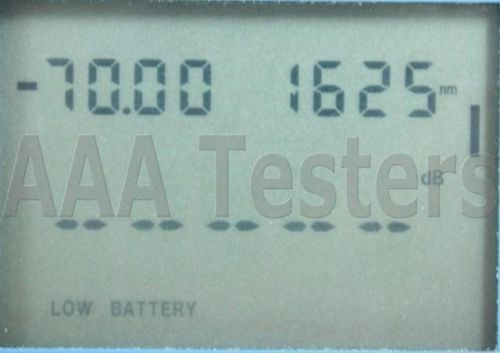 -70.00 1625 nm
dB
AAA Testers
-- -- -- -- --
LOW BATTERY